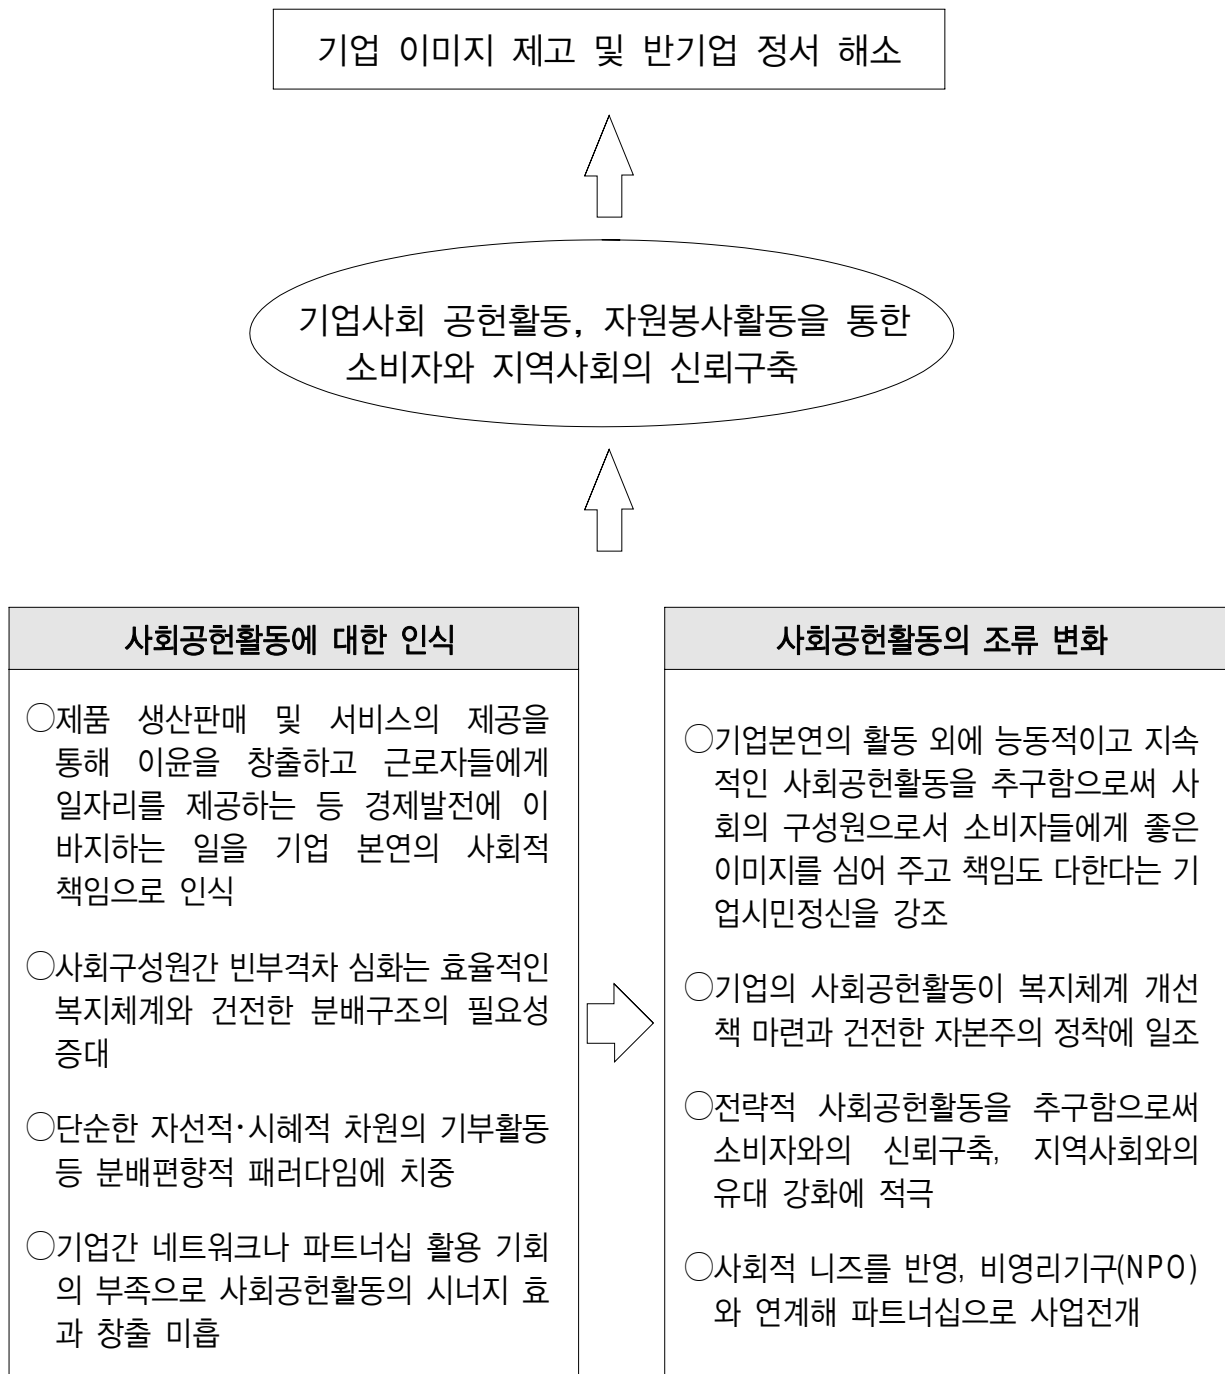 기업 이미지 제고 및 반기업 정서 해소
기업사회 공헌활동, 자원봉사활동을 통한
소비자와 지역사회의 신뢰구축
사회공헌활동에 대한 인식
○제품 생산판매 및 서비스의 제공을
통해 이윤을 창출하고 근로자들에게
일자리를 제공하는 등 경제발전에 이
바지하는 일을 기업 본연의 사회적
책임으로 인식
○사회구성원간 빈부격차 심화는 효율적인
복지체계와 건전한 분배구조의 필요성
증대
○단순한 자선적·시혜적 차원의 기부활동
등 분배편향적 패러다임에 치중
○기업간 네트워크나 파트너십 활용 기회
의 부족으로 사회공헌활동의 시너지 효
과 창출 미흡
사회공헌활동의 조류 변화
○기업본연의 활동 외에 능동적이고 지속
적인 사회공헌활동을 추구함으로써 사
회의 구성원으로서 소비자들에게 좋은
이미지를 심어 주고 책임도 다한다는 기
업시민정신을 강조
○기업의 사회공헌활동이 복지체계 개선
책 마련과 건전한 자본주의 정착에 일조
○전략적 사회공헌활동을 추구함으로써
소비자와의 신뢰구축, 지역사회와의
유대 강화에 적극
○사회적 니즈를 반영, 비영리기구(NPO)
와 연계해 파트너십으로 사업전개